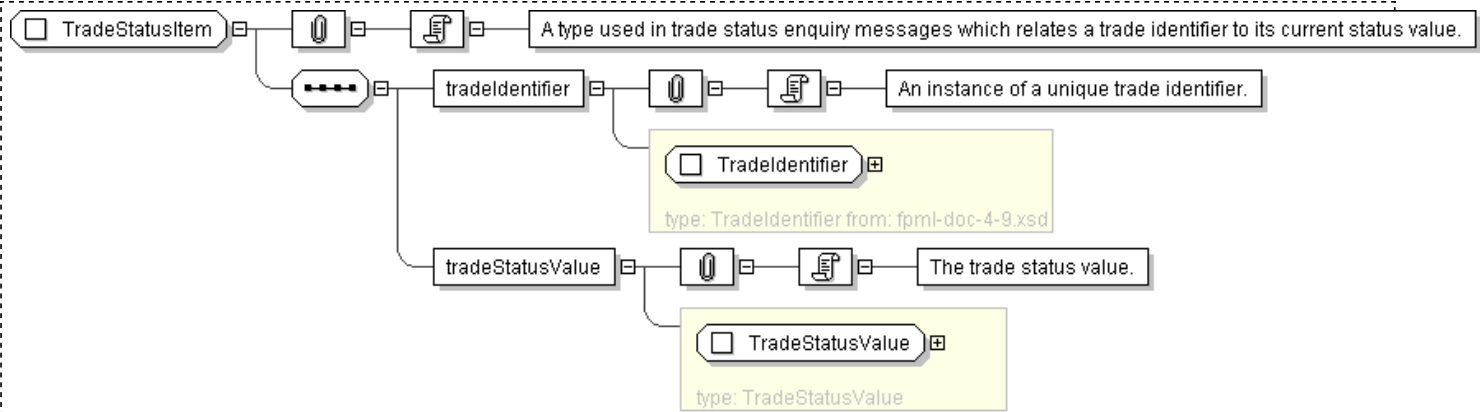 TradeStatusItem
A type used in trade status enquiry messages which relates a trade identifier to its current status value.
tradeIdentifier
An instance of a unique trade identifier.
TradeIdentifier
type: TradeIdentifier from: fpml-doc-4-9.xsd
tradeStatusValue
The trade status value.
TradeStatusValue
type: TradeStatusValue